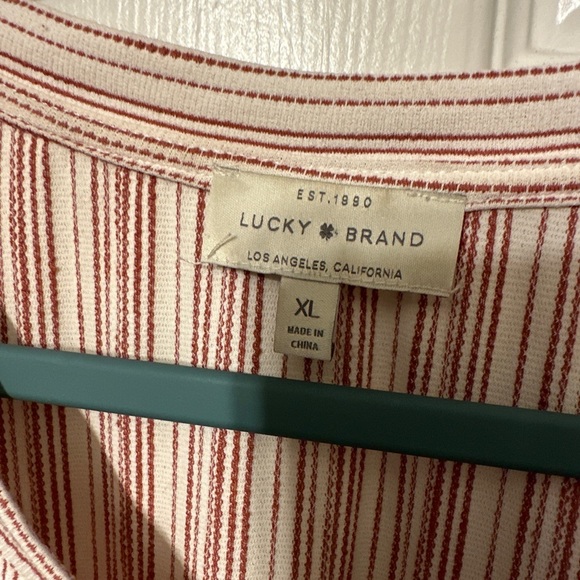 EST. 1990
LUCKY BRAND
LOS ANGELES, CALIFORNIA
XL
MADE IN
CHINA